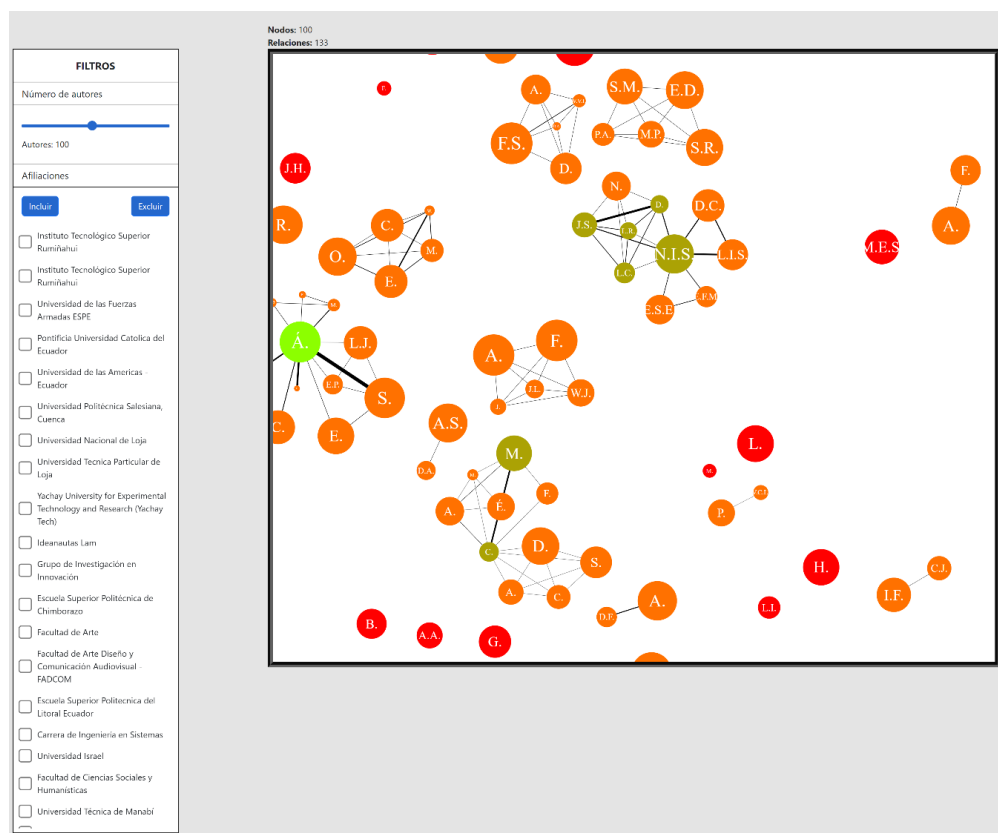 Nodos: 100
Relaciones: 133
FILTROS
Número de autores
Autores: 100
Afiliaciones
Incluir
Excluir
Instituto Tecnológico Superior
Rumiñahui
Instituto Tecnológico Superior
Rumiñahui
Universidad de las Fuerzas
Armadas ESPE
Pontificia Universidad Catolica del
Ecuador
Universidad de las Americas -
Ecuador
Universidad Politécnica Salesiana,
Cuenca
Universidad Nacional de Loja
Universidad Tecnica Particular de
Loja
Yachay University for Experimental
Technology and Research (Yachay
Tech)
Ideanautas Lam
Grupo de Investigación en
Innovación
Escuela Superior Politécnica de
Chimborazo
Facultad de Arte
Facultad de Arte Diseño y
Comunicación Audiovisual -
FADCOM
Escuela Superior Politecnica del
Litoral Ecuador
Carrera de Ingeniería en Sistemas
Universidad Israel
Facultad de Ciencias Sociales y
Humanísticas
Universidad Técnica de Manabí
A.
S.M.
E.D.
F.S.
P.A.
M.P.
S.R.
D.
J.H.
F.
N.
R.
C.
J.S.
D.
D.C.
A.
O.
M.
L.R.
N.I.S.
L.I.S.
M.E.S
E.
L.C.
E.S.E
Á.
L.J.
A.
F.
E.P.
S.
J.L.
W.J.
J.
C.
E.
A.S.
L.
M.
D.A
A.
É.
F.
P.
C.
D.
S.
H.
C.J.
A.
C.
D.F.
A.
L.I.
I.F.
B.
A.A.
G.